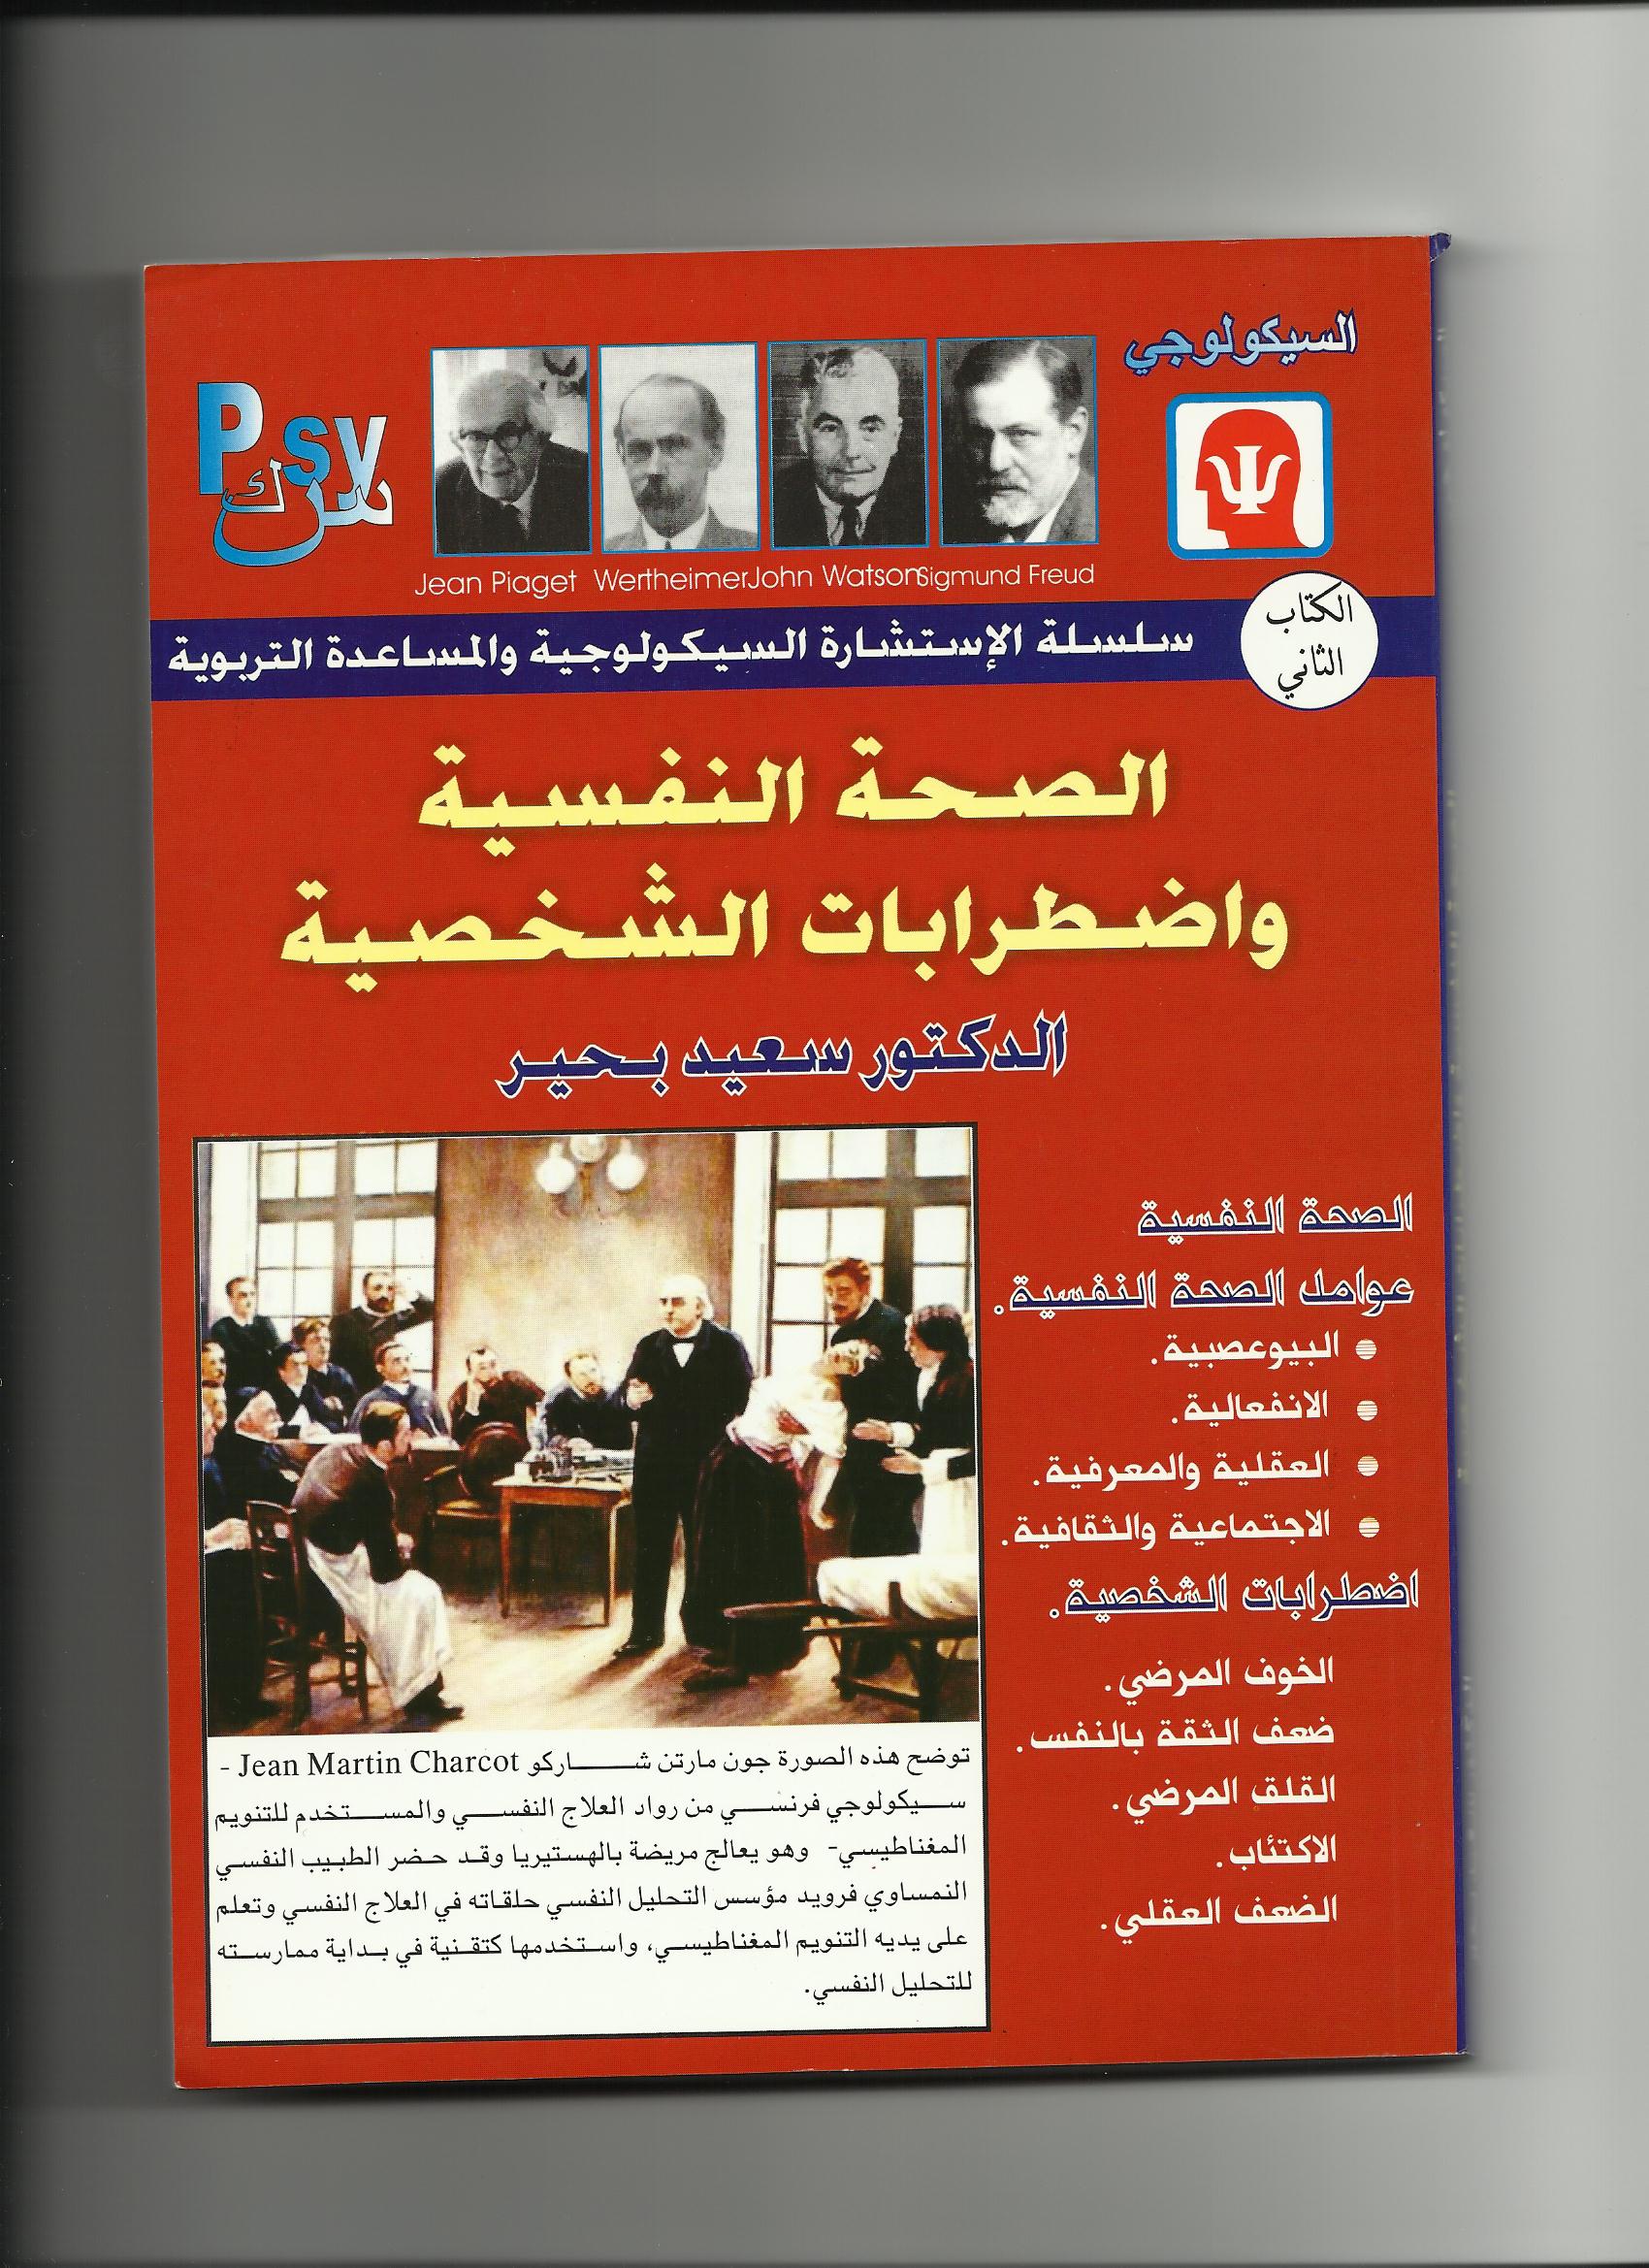 السيكولوجي
Psy
Jean Piaget Wertheimer John Watson Sigmund Freud
الكتاب
الثاني
سلسلة الإستشارة السيكولوجية والمساعدة التربوية
الصحة النفسية
واضطرابات الشخصية
الدكتور سعيد بحير
الصحة النفسية
عوامل الصحة النفسية.
البيوعصبية.
الانفعالية.
العقلية والمعرفية.
الاجتماعية والثقافية.
اضطرابات الشخصية.
الخوف المرضي.
ضعف الثقة بالنفس.
القلق المرضي.
الاكتئاب.
الضعف العقلي.
توضح هذه الصورة جون مارتن شاركو Jean Martin Charcot -
سيكولوجي فرنسي من رواد العلاج النفسي والمستخدم للتنويم
المغناطيسي- وهو يعالج مريضة بالهستيريا وقد حضر الطبيب النفسي
النمساوي فرويد مؤسس التحليل النفسي حلقاته في العلاج النفسي وتعلم
على يديه التنويم المغناطيسي، واستخدمها كتقنية في بداية ممارسته
للتحليل النفسي.